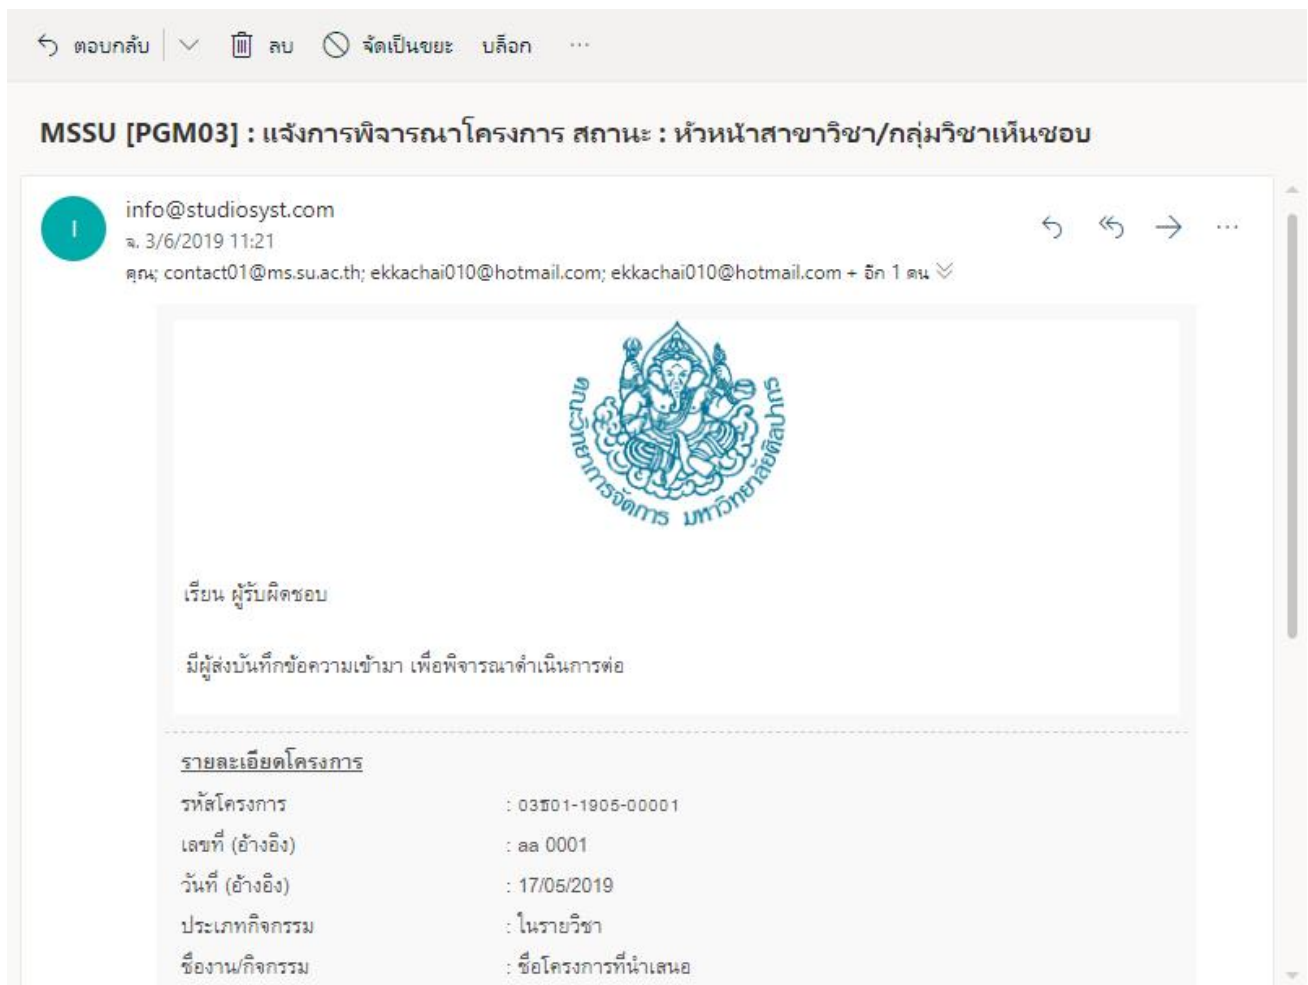 ตอบกลับ ลบ จัดเป็นขยะ บล็อก ...
MSSU [PGM03] : แจ้งการพิจารณาโครงการ สถานะ : หัวหน้าสาขาวิชา/กลุ่มวิชาเห็นชอบ
I
info@studiosyst.com
จ. 3/6/2019 11:21
คุณ; contact01@ms.su.ac.th; ekkachai010@hotmail.com; ekkachai010@hotmail.com + อีก 1 คน
คณะวิทยาการจัดการ มหาวิทยาลัยศิลปากร
เรียน ผู้รับผิดชอบ
มีผู้ส่งบันทึกข้อความเข้ามา เพื่อพิจารณาดำเนินการต่อ
รายละเอียดโครงการ
รหัสโครงการ : 03ธ01-1905-00001
เลขที่ (อ้างอิง) : aa 0001
วันที่ (อ้างอิง) : 17/05/2019
ประเภทกิจกรรม : ในรายวิชา
ชื่องาน/กิจกรรม : ชื่อโครงการที่นำเสนอ